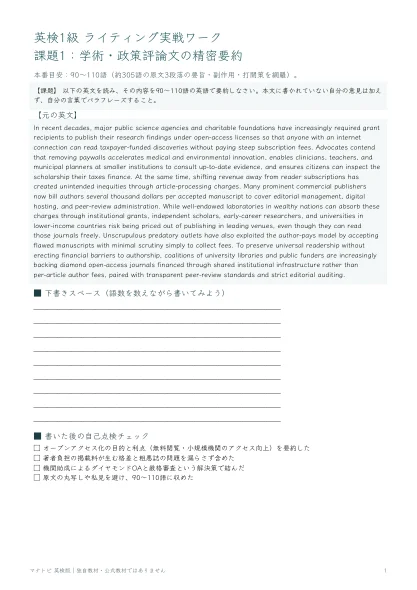 英検1級 ライティング実戦ワーク
課題1：学術・政策評論文の精密要約
本番目安：90～110語（約305語の原文3段落の要旨・副作用・打開策を網羅）。
【課題】 以下の英文を読み、その内容を90～110語の英語で要約しなさい。本文に書かれていない自分の意見は加え
ず、自分の言葉でパラフレーズすること。
【元の英文】
In recent decades, major public science agencies and charitable foundations have increasingly required grant
recipients to publish their research findings under open-access licenses so that anyone with an internet
connection can read taxpayer-funded discoveries without paying steep subscription fees. Advocates contend
that removing paywalls accelerates medical and environmental innovation, enables clinicians, teachers, and
municipal planners at smaller institutions to consult up-to-date evidence, and ensures citizens can inspect the
scholarship their taxes finance. At the same time, shifting revenue away from reader subscriptions has
created unintended inequities through article-processing charges. Many prominent commercial publishers
now bill authors several thousand dollars per accepted manuscript to cover editorial management, digital
hosting, and peer-review administration. While well-endowed laboratories in wealthy nations can absorb these
charges through institutional grants, independent scholars, early-career researchers, and universities in
lower-income countries risk being priced out of publishing in leading venues, even though they can read
those journals freely. Unscrupulous predatory outlets have also exploited the author-pays model by accepting
flawed manuscripts with minimal scrutiny simply to collect fees. To preserve universal readership without
erecting financial barriers to authorship, coalitions of university libraries and public funders are increasingly
backing diamond open-access journals financed through shared institutional infrastructure rather than
per-article author fees, paired with transparent peer-review standards and strict editorial auditing.
■ 下書きスペース（語数を数えながら書いてみよう）
■ 書いた後の自己点検チェック
□ オープンアクセス化の目的と利点（無料閲覧・小規模機関のアクセス向上）を要約した
□ 著者負担の掲載料が生む格差と粗悪誌の問題を漏らさず含めた
□ 機関助成によるダイヤモンドOAと厳格審査という解決策で結んだ
□ 原文の丸写しや私見を避け、90～110語に収めた
マナトビ 英検館｜独自教材・公式教材ではありません
1